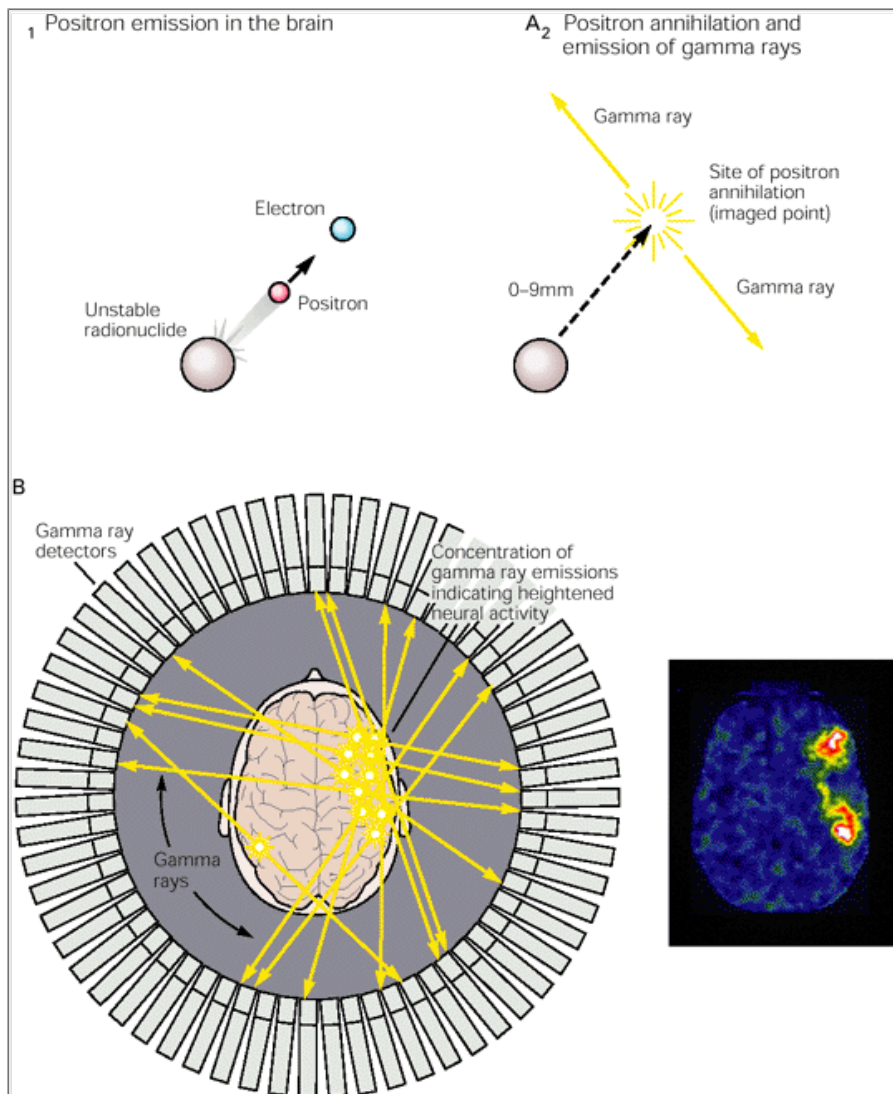 1 Positron emission in the brain
A2 Positron annihilation and
emission of gamma rays
Electron
Positron
Unstable
radionuclide
Gamma ray
Site of positron
annihilation
(imaged point)
0–9mm
Gamma ray
B
Gamma ray
detectors
Concentration of
gamma ray emissions
indicating heightened
neural activity
Gamma
rays